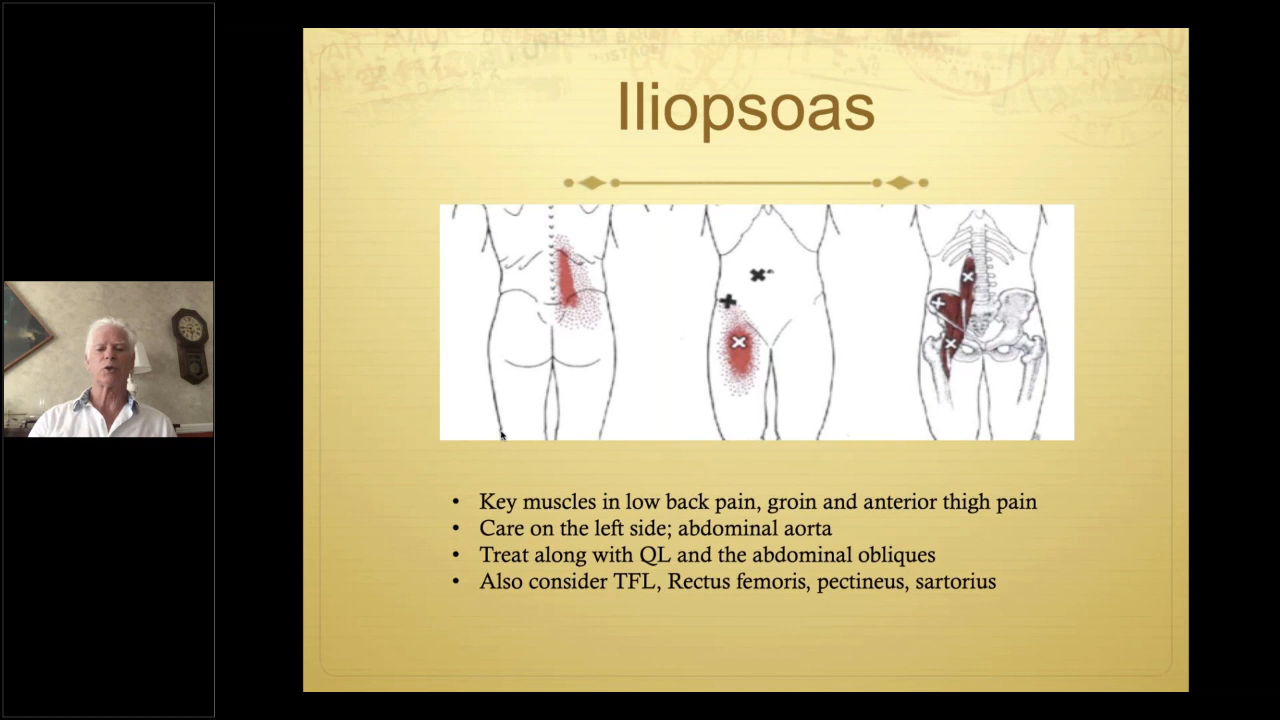 Iliopsoas
• Key muscles in low back pain, groin and anterior thigh pain
• Care on the left side; abdominal aorta
• Treat along with QL and the abdominal obliques
• Also consider TFL, Rectus femoris, pectineus, sartorius